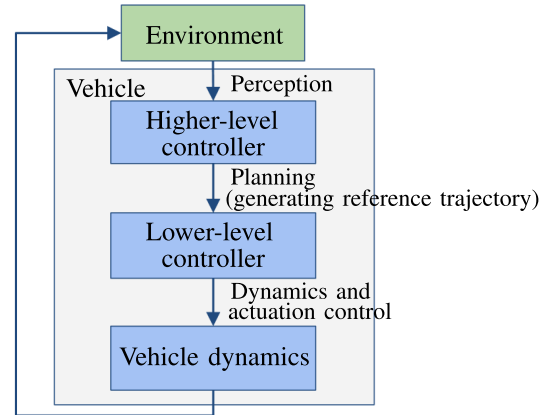 Environment
Perception
Vehicle
Higher-level
controller
Planning
(generating reference trajectory)
Lower-level
controller
Dynamics and
actuation control
Vehicle dynamics